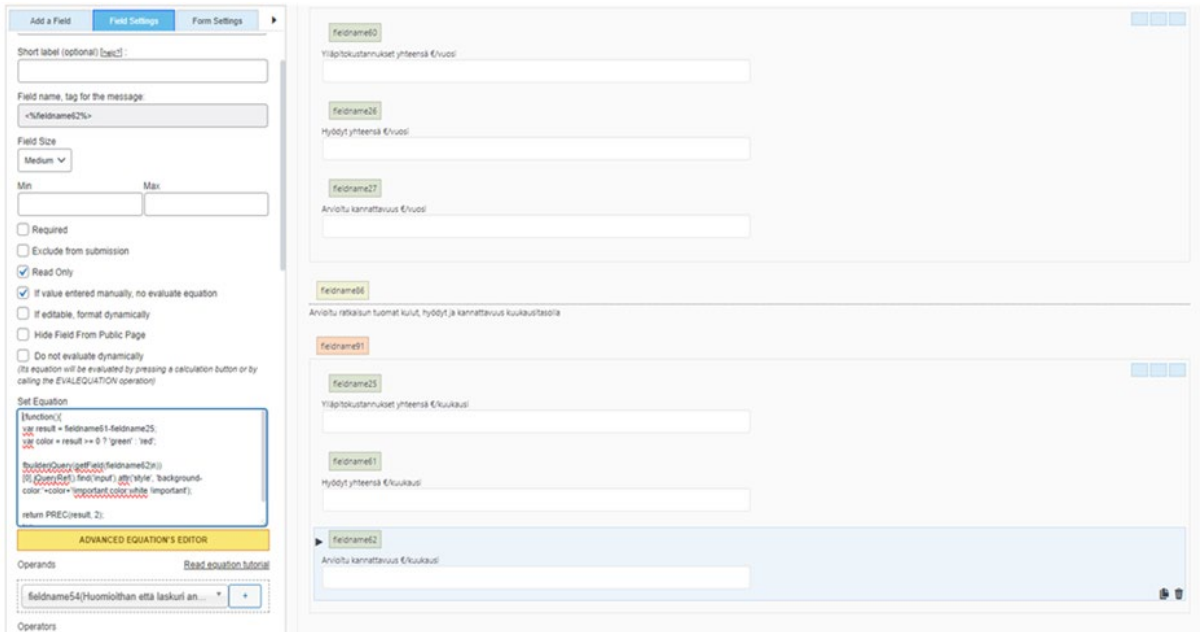 Add a Field Field Settings Form Settings
Short label (optional) [help?] :
Field name, tag for the message:
<%fieldname62%>
Field Size
Medium
Min Max
Required
Exclude from submission
Read Only
If value entered manually, no evaluate equation
If editable, format dynamically
Hide Field From Public Page
Do not evaluate dynamically
(Its equation will be evaluated by pressing a calculation button or by
calling the EVALEQUATION operation)
Set Equation
(function(){
var result = fieldname61-fieldname25;
var color = result >= 0 ? 'green' : 'red';
[0].jQueryRef().find('input').attr('style', 'background-
color:'+color+'!important;color:white !important');
return PREC(result, 2);
ADVANCED EQUATION'S EDITOR
Operands Read equation tutorial
fieldname54(Huomioithan että laskuri an... +
Operators
fieldname60
Ylläpitokustannukset yhteensä €/vuosi
fieldname26
Hyödyt yhteensä €/vuosi
fieldname27
Arvioitu kannattavuus €/vuosi
fieldname86
Arvioitu ratkaisun tuomat kulut, hyödyt ja kannattavuus kuukausitasolla
fieldname91
fieldname25
Ylläpitokustannukset yhteensä €/kuukausi
fieldname61
Hyödyt yhteensä €/kuukausi
fieldname62
Arvioitu kannattavuus €/kuukausi